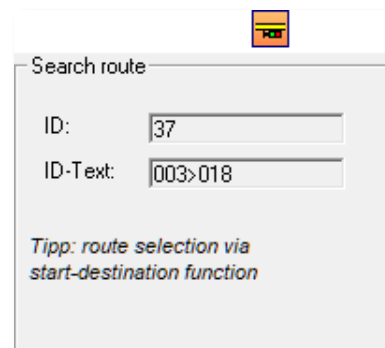 Search route
ID: 37
ID-Text: 003>018
Tipp: route selection via
start-destination function